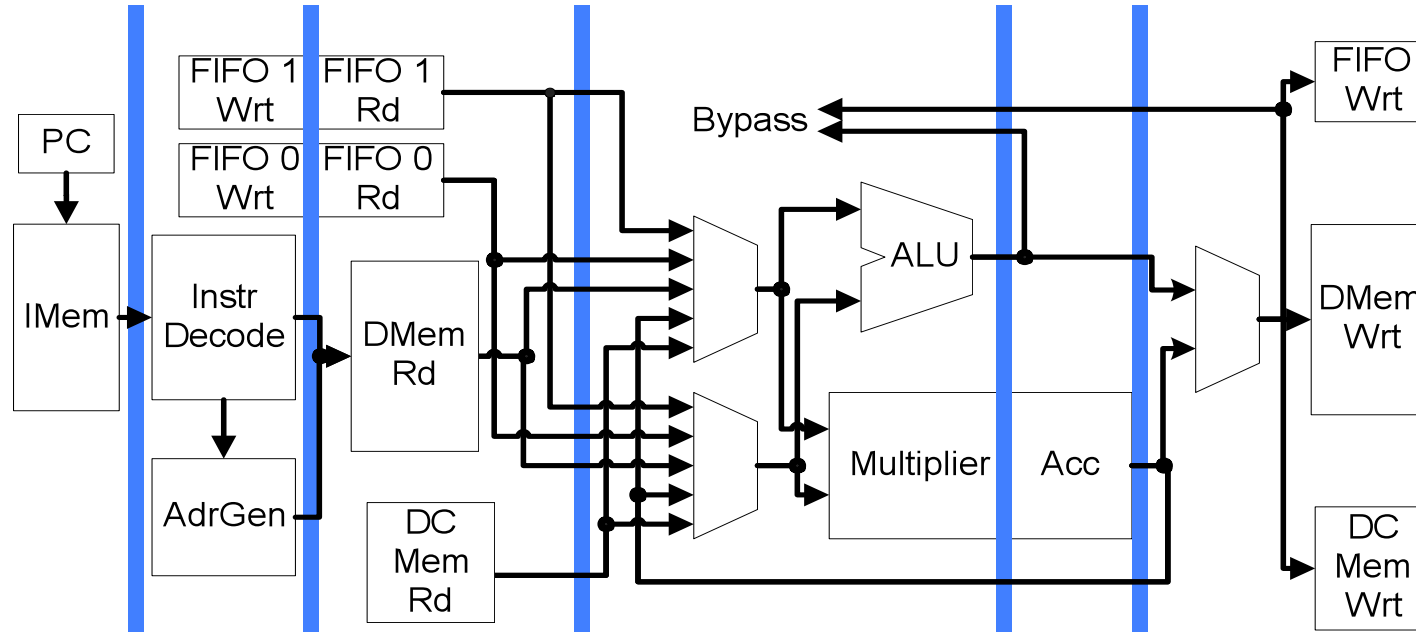 FIFO 1
Wrt
FIFO 1
Rd
FIFO
Wrt
Bypass
PC
FIFO 0
Wrt
FIFO 0
Rd
IMem
Instr
Decode
DMem
Rd
ALU
DMem
Wrt
Multiplier
Acc
AdrGen
DC
Mem
Rd
DC
Mem
Wrt